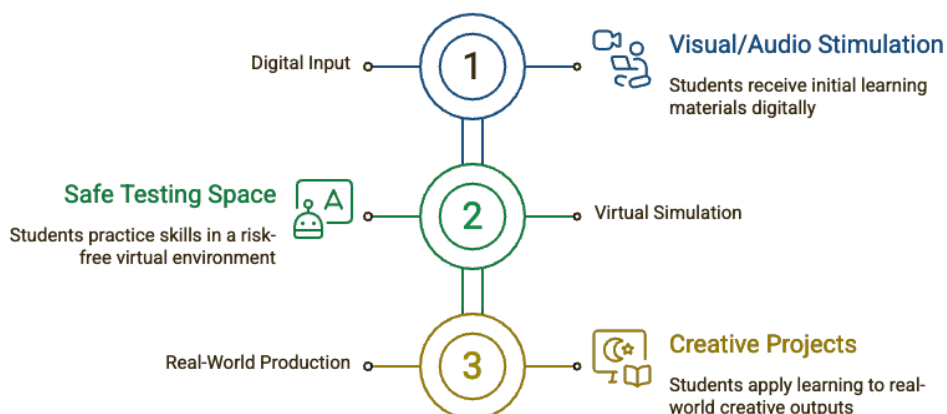 Digital Input
1
Visual/Audio Stimulation
Students receive initial learning
materials digitally
Safe Testing Space
A
Students practice skills in a risk-
free virtual environment
2
Virtual Simulation
Real-World Production
3
Creative Projects
Students apply learning to real-
world creative outputs